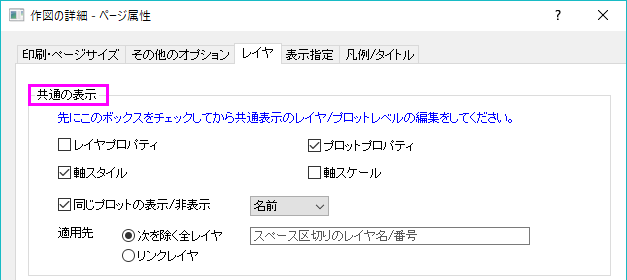 作図の詳細 - ページ属性
印刷・ページサイズ その他のオプション レイヤ 表示指定 凡例/タイトル
共通の表示
先にこのボックスをチェックしてから共通表示のレイヤ/プロットレベルの編集をしてください。
レイヤプロパティ プロットプロパティ
軸スタイル 軸スケール
同じプロットの表示/非表示 名前
適用先 次を除く全レイヤ スペース区切りのレイヤ名/番号
リンクレイヤ